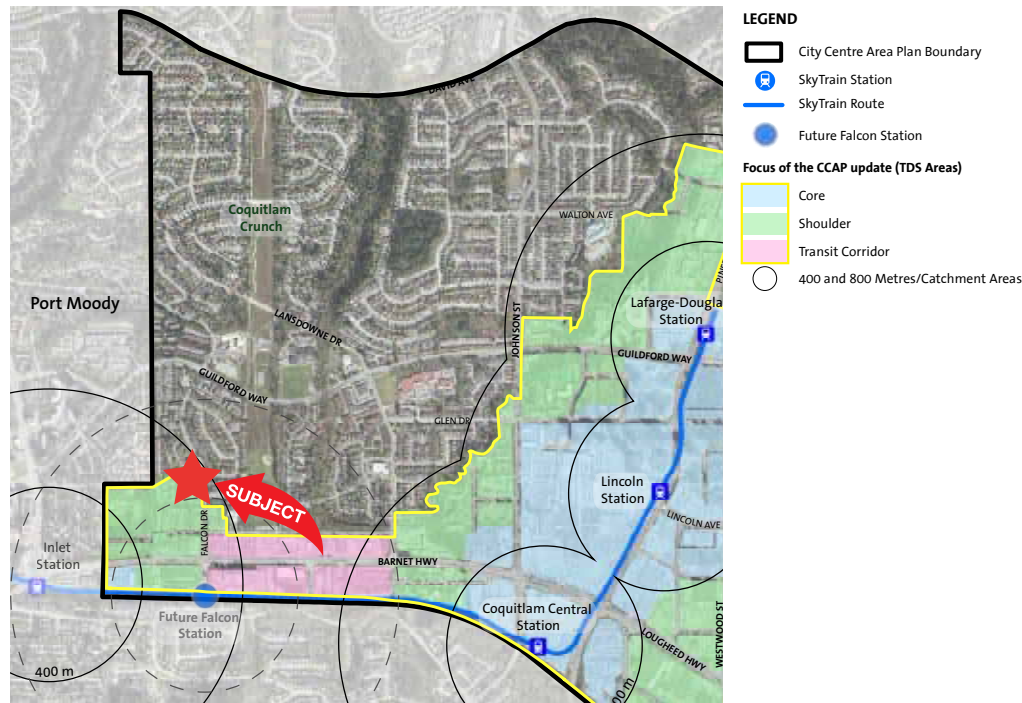 LEGEND
City Centre Area Plan Boundary
SkyTrain Station
SkyTrain Route
Future Falcon Station
Focus of the CCAP update (TDS Areas)
Core
Shoulder
Transit Corridor
400 and 800 Metres/Catchment Areas
DAVID AVE
Coquitlam
Crunch
WALTON AVE
Port Moody
LANSDOWNE DR
JOHNSON ST
Lafarge-Dougla
Station
GUILDFORD WAY
GUILDFORD WAY
GLEN DR
SUBJECT
Lincoln
Station
LINCOLN AVE
FALCON DR
Inlet
Station
BARNET HWY
Future Falcon
Station
Coquitlam Central
Station
LOUGHEED HWY
WESTWOOD ST
400 m
00 m